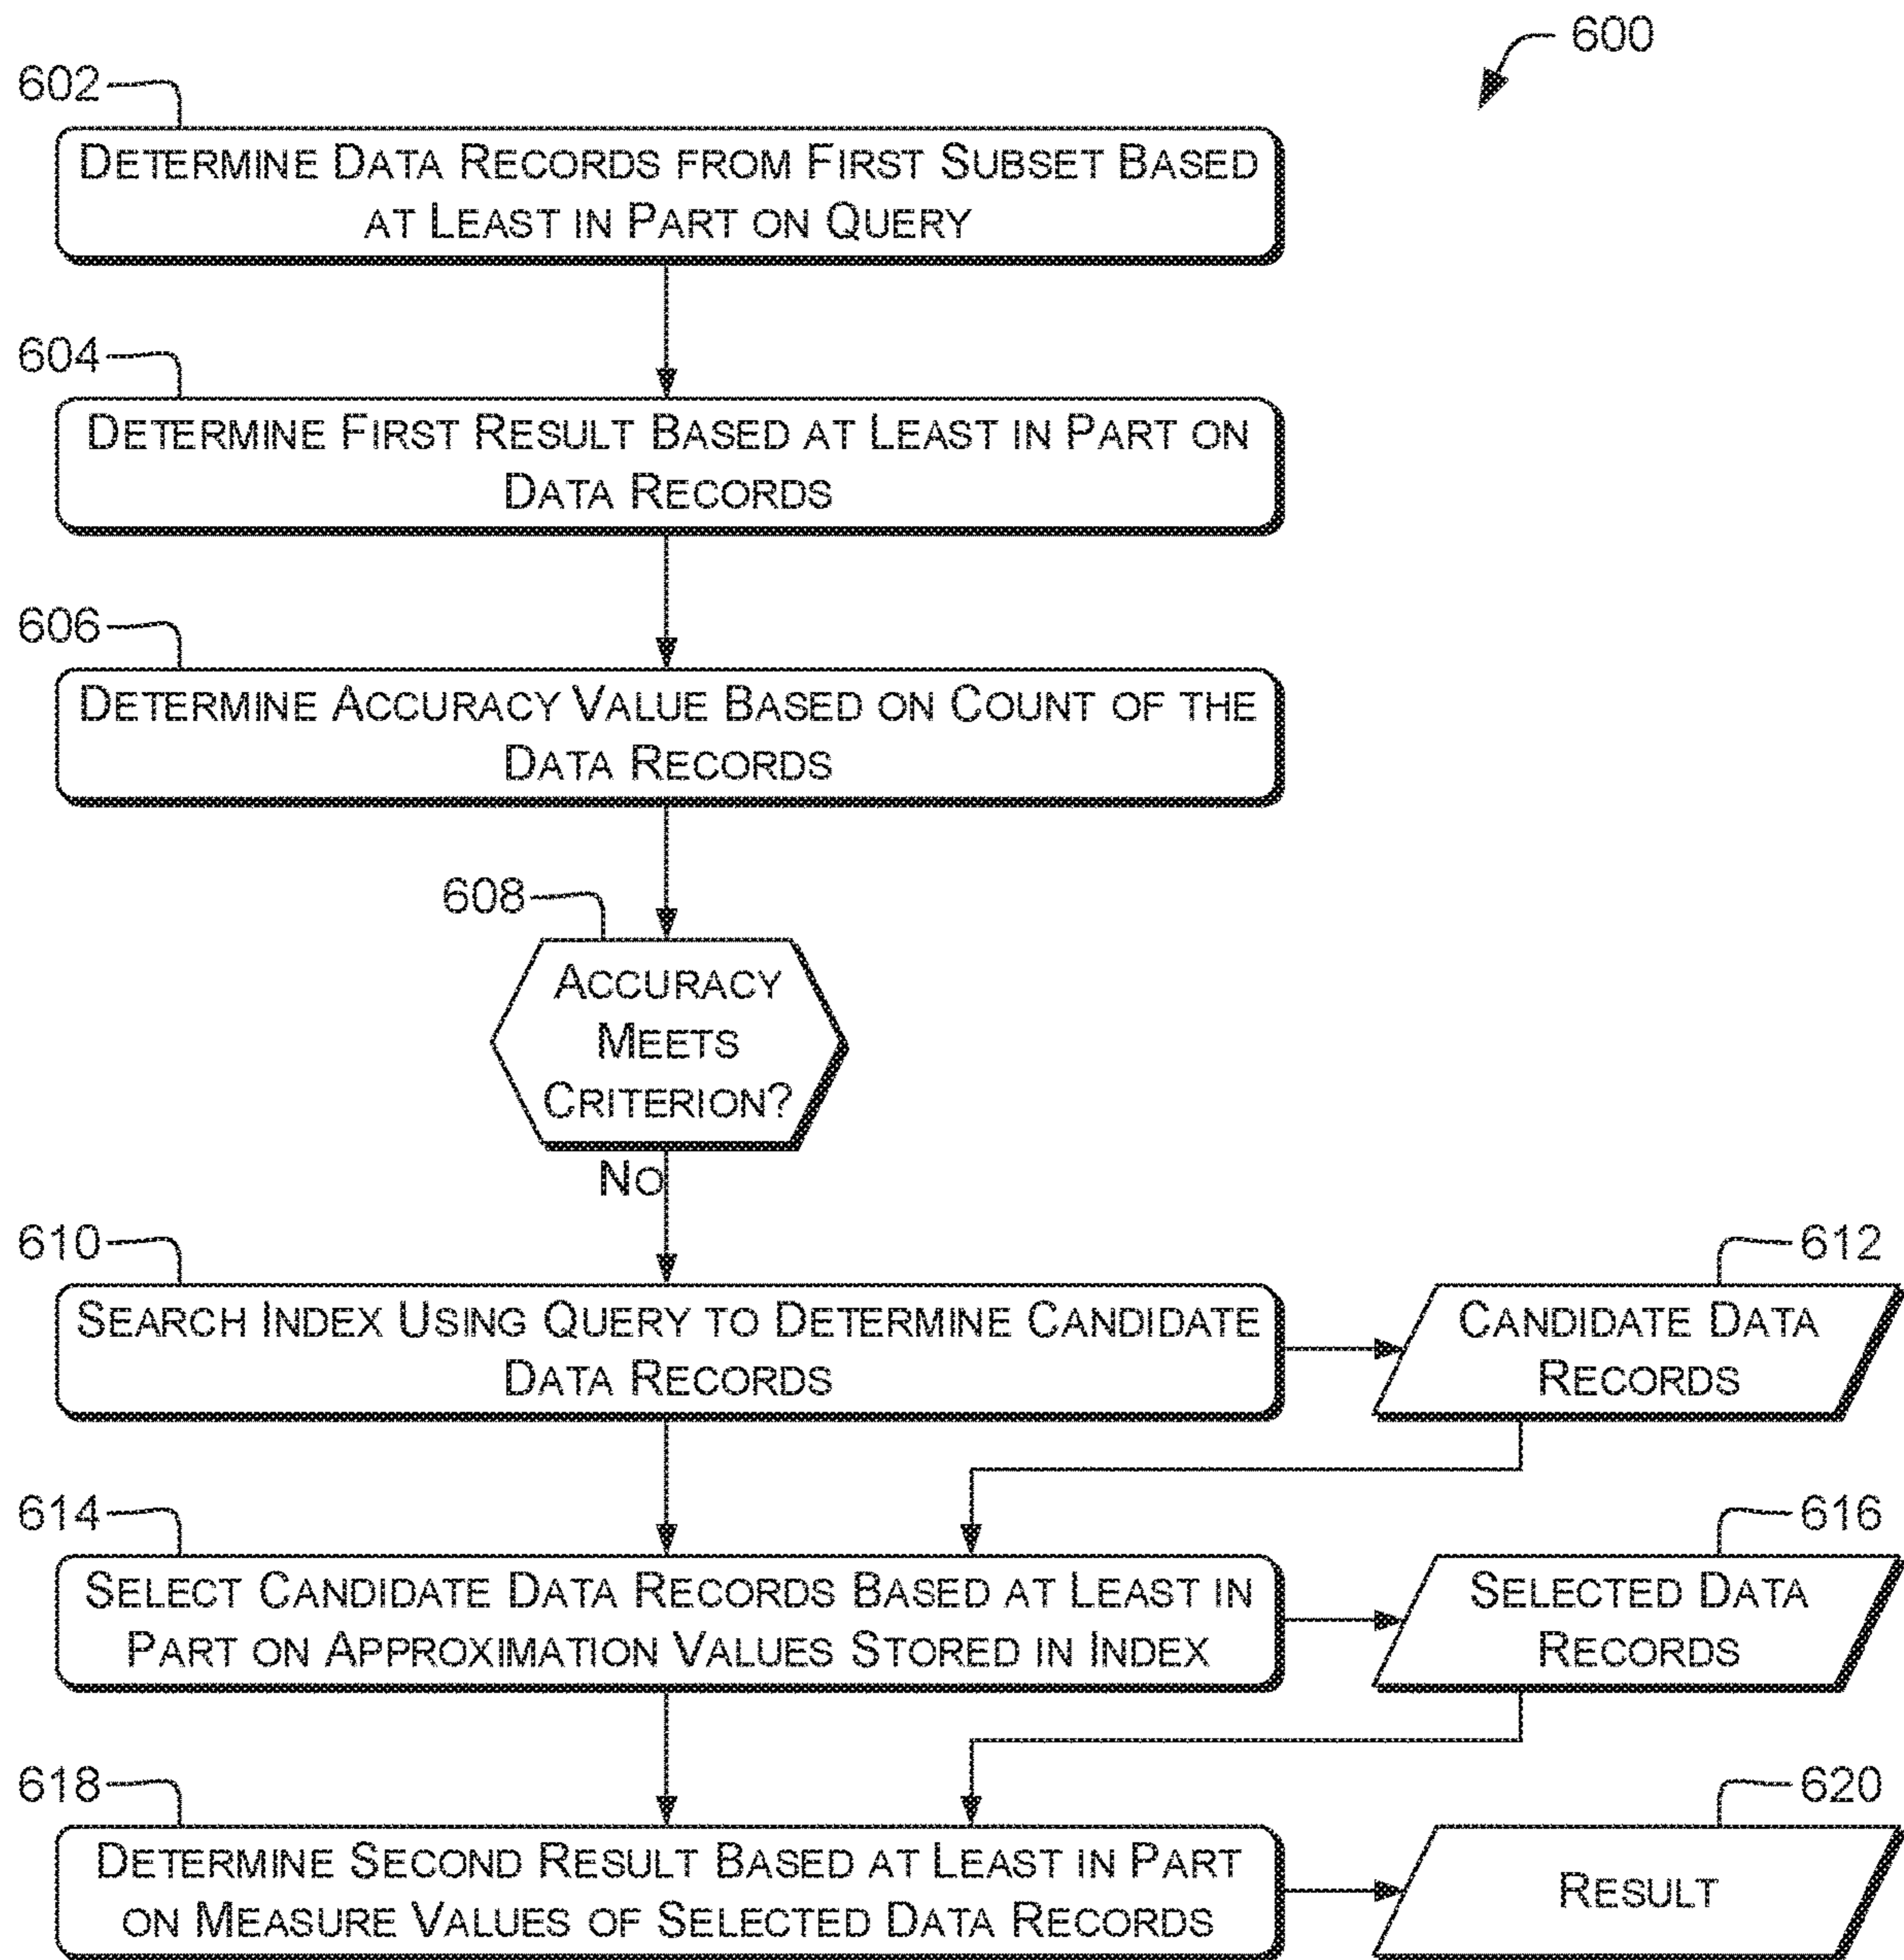 600
602
DETERMINE DATA RECORDS FROM FIRST SUBSET BASED
AT LEAST IN PART ON QUERY
604
DETERMINE FIRST RESULT BASED AT LEAST IN PART ON
DATA RECORDS
606
DETERMINE ACCURACY VALUE BASED ON COUNT OF THE
DATA RECORDS
608
ACCURACY
MEETS
CRITERION?
NO
610
SEARCH INDEX USING QUERY TO DETERMINE CANDIDATE
DATA RECORDS
612
CANDIDATE DATA
RECORDS
614
SELECT CANDIDATE DATA RECORDS BASED AT LEAST IN
PART ON APPROXIMATION VALUES STORED IN INDEX
616
SELECTED DATA
RECORDS
618
DETERMINE SECOND RESULT BASED AT LEAST IN PART
ON MEASURE VALUES OF SELECTED DATA RECORDS
620
RESULT